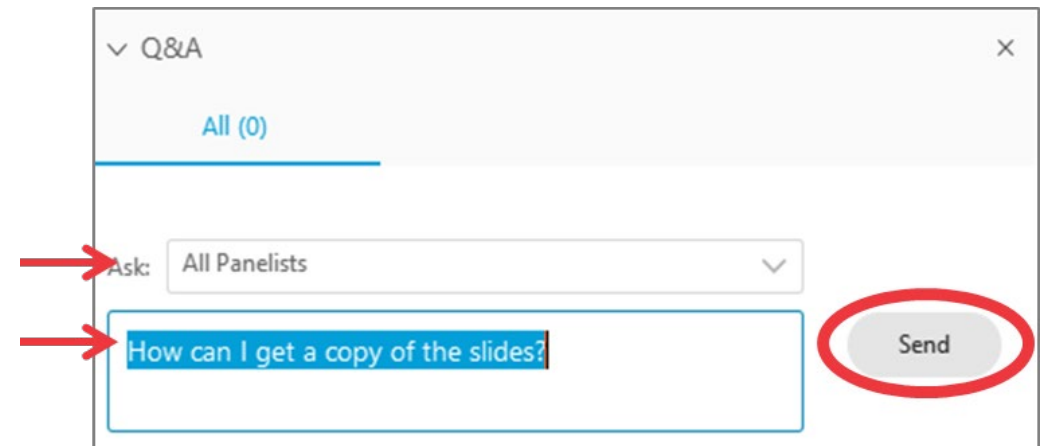 Q&A
All (0)
Ask: All Panelists
How can I get a copy of the slides?
Send